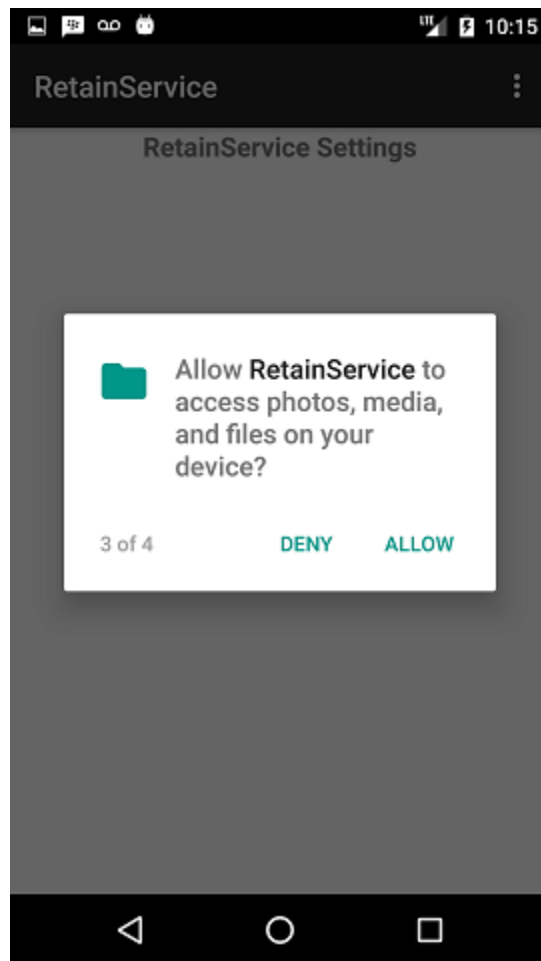 LTE 10:15
RetainService
RetainService Settings
Allow RetainService to
access photos, media,
and files on your
device?
3 of 4 DENY ALLOW